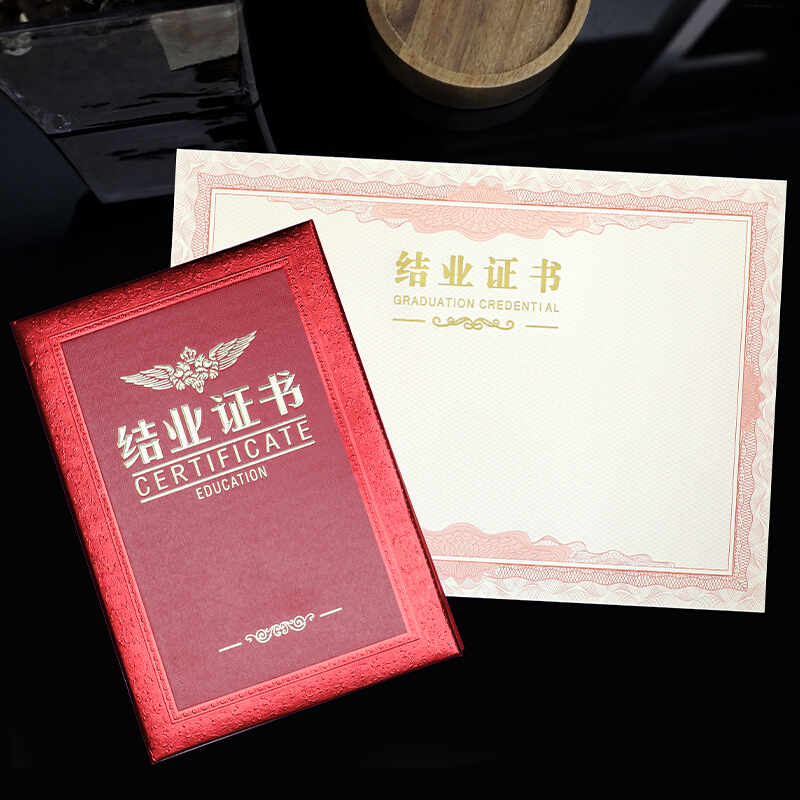 结业证书
CERTIFICATE
EDUCATION
结业证书
GRADUATION CREDENTIAL